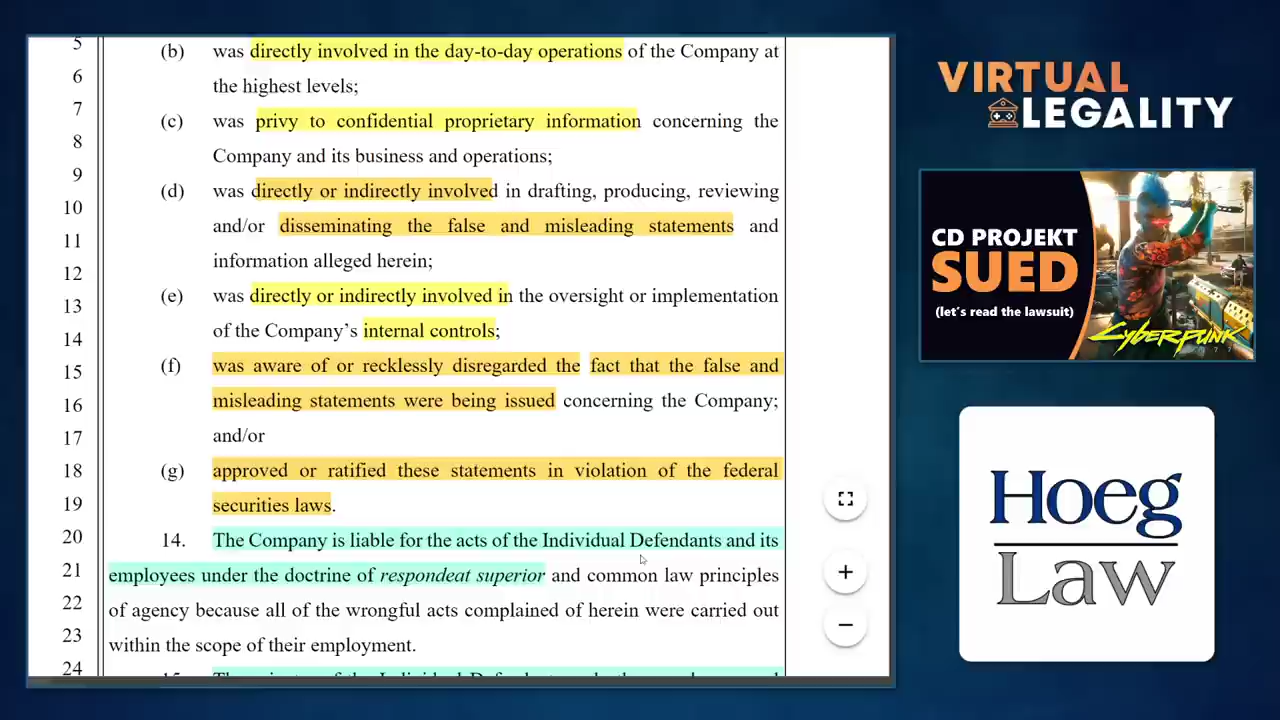 5 (b) was directly involved in the day-to-day operations of the Company at
6 the highest levels;
7 (c) was privy to confidential proprietary information concerning the
8 Company and its business and operations;
9 (d) was directly or indirectly involved in drafting, producing, reviewing
10 and/or disseminating the false and misleading statements and
11 information alleged herein;
12
13 (e) was directly or indirectly involved in the oversight or implementation
14 of the Company’s internal controls;
15 (f) was aware of or recklessly disregarded the fact that the false and
16 misleading statements were being issued concerning the Company;
17 and/or
18 (g) approved or ratified these statements in violation of the federal
19 securities laws.
20 14. The Company is liable for the acts of the Individual Defendants and its
21 employees under the doctrine of respondeat superior and common law principles
22 of agency because all of the wrongful acts complained of herein were carried out
23 within the scope of their employment.
24
VIRTUAL
LEGALITY
CD PROJEKT
SUED
(let's read the lawsuit)
Cyberpunk
Hoeg
Law